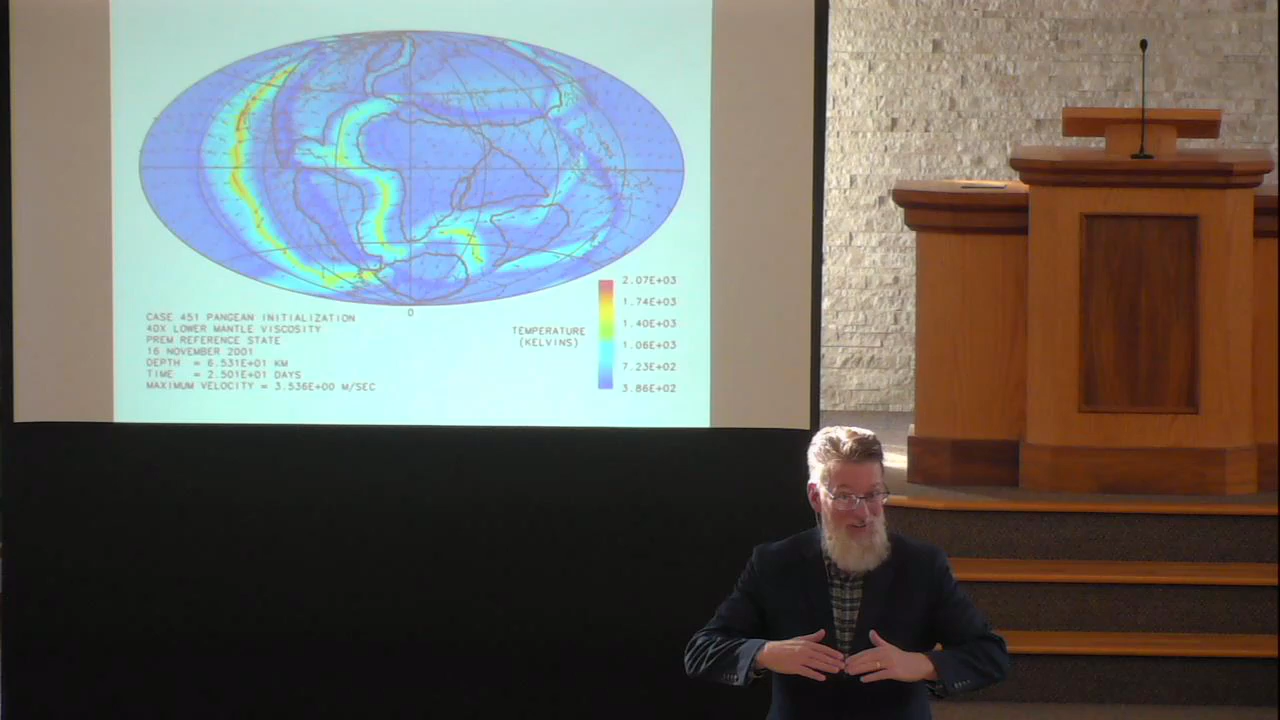 0
CASE 451 PANGEAN INITIALIZATION
40X LOWER MANTLE VISCOSITY
PREM REFERENCE STATE
16 NOVEMBER 2001
DEPTH = 6.531E+01 KM
TIME = 2.501E+01 DAYS
MAXIMUM VELOCITY = 3.536E+00 M/SEC
TEMPERATURE
(KELVINS)
2.07E+03
1.74E+03
1.40E+03
1.06E+03
7.23E+02
3.86E+02